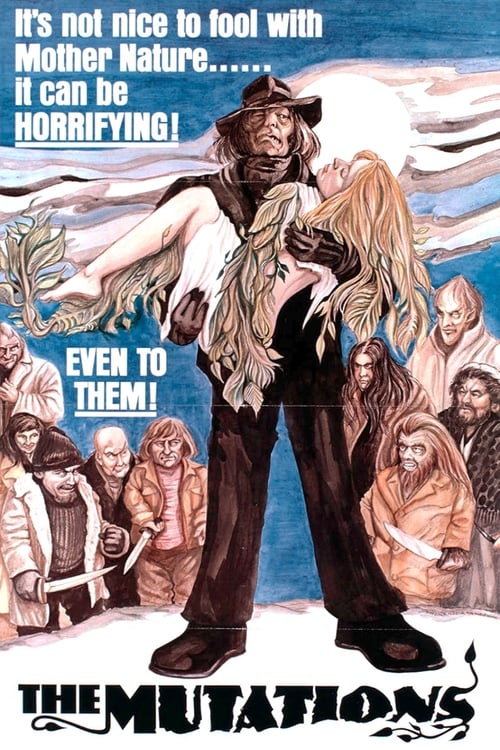 It's not nice to fool with
Mother Nature......
it can be
HORRIFYING!
EVEN TO
THEM!
THE MUTATIONS